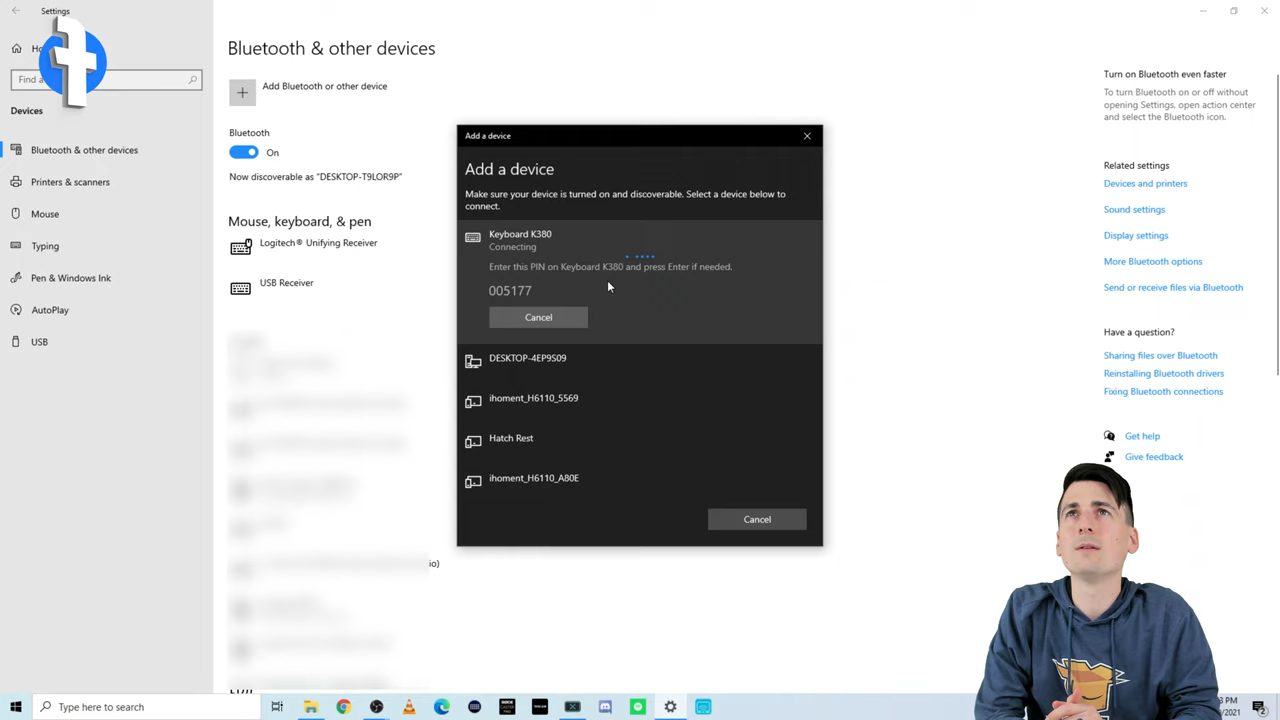 Settings
Find a
Devices
Bluetooth & other devices
Printers & scanners
Mouse
Typing
Pen & Windows Ink
AutoPlay
USB
Bluetooth & other devices
Add Bluetooth or other device
Bluetooth
On
Now discoverable as "DESKTOP-T9LOR9P"
Mouse, keyboard, & pen
Logitech® Unifying Receiver
USB Receiver
Add a device
Add a device
Make sure your device is turned on and discoverable. Select a device below to
connect.
Keyboard K380
Connecting
Enter this PIN on Keyboard K380 and press Enter if needed.
005177
Cancel
DESKTOP-4EP9S09
ihoment_H6110_5569
Hatch Rest
ihoment_H6110_A80E
Cancel
Turn on Bluetooth even faster
To turn Bluetooth on or off without
opening Settings, open action center
and select the Bluetooth icon.
Related settings
Devices and printers
Sound settings
Display settings
More Bluetooth options
Send or receive files via Bluetooth
Have a question?
Sharing files over Bluetooth
Reinstalling Bluetooth drivers
Fixing Bluetooth connections
Get help
Give feedback
Type here to search